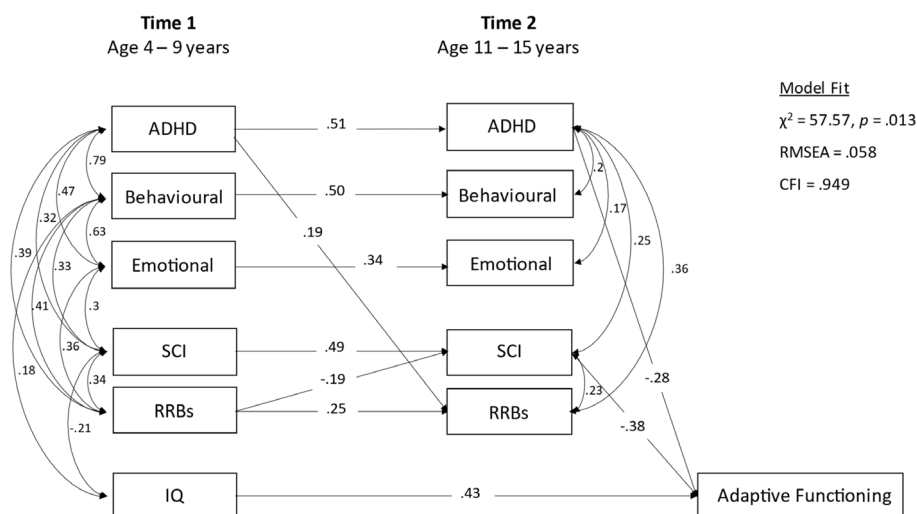 Time 1
Age 4 – 9 years
Time 2
Age 11 – 15 years
Model Fit
χ² = 57.57, p = .013
RMSEA = .058
CFI = .949
ADHD
.51
ADHD
.79
.2
.47
Behavioural
.50
Behavioural
.32
.17
.63
.19
.25
.39
.33
Emotional
.34
Emotional
.36
.41
.3
.36
SCI
.49
SCI
.18
.34
-.19
.23
-.28
RRBs
.25
RRBs
-.21
-.38
IQ
.43
Adaptive Functioning